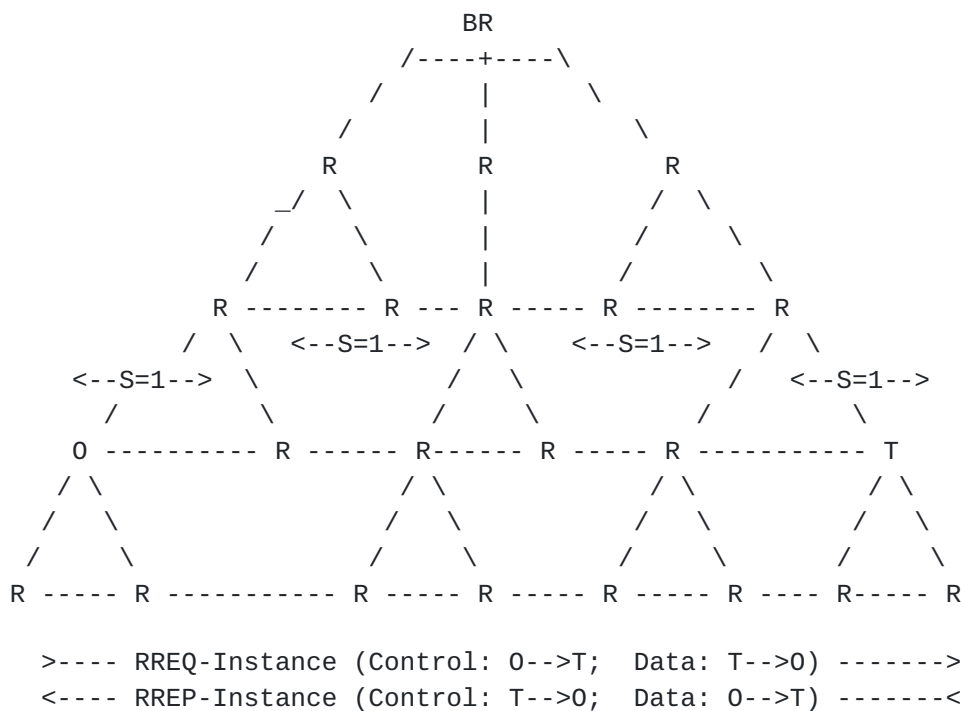 BR
                         /----+----\
                       /      |      \
                     /        |        \
                    R         R           R
                 _/  \        |          /  \
                /     \       |         /     \
               /       \      |        /       \
             R -------- R --- R ----- R -------- R
           /  \   <--S=1-->  / \    <--S=1-->   /  \
    <--S=1-->  \            /   \              /   <--S=1-->
      /         \          /     \            /         \
    O ---------- R ------ R------ R ----- R ----------- T
   / \                   / \             / \           / \
  /   \                 /   \           /   \         /   \
 /     \               /     \         /     \       /     \
R ----- R ----------- R ----- R ----- R ----- R ---- R----- R
>---- RREQ-Instance (Control: O-->T;  Data: T-->O) ------->
<---- RREP-Instance (Control: T-->O;  Data: O-->T) -------<